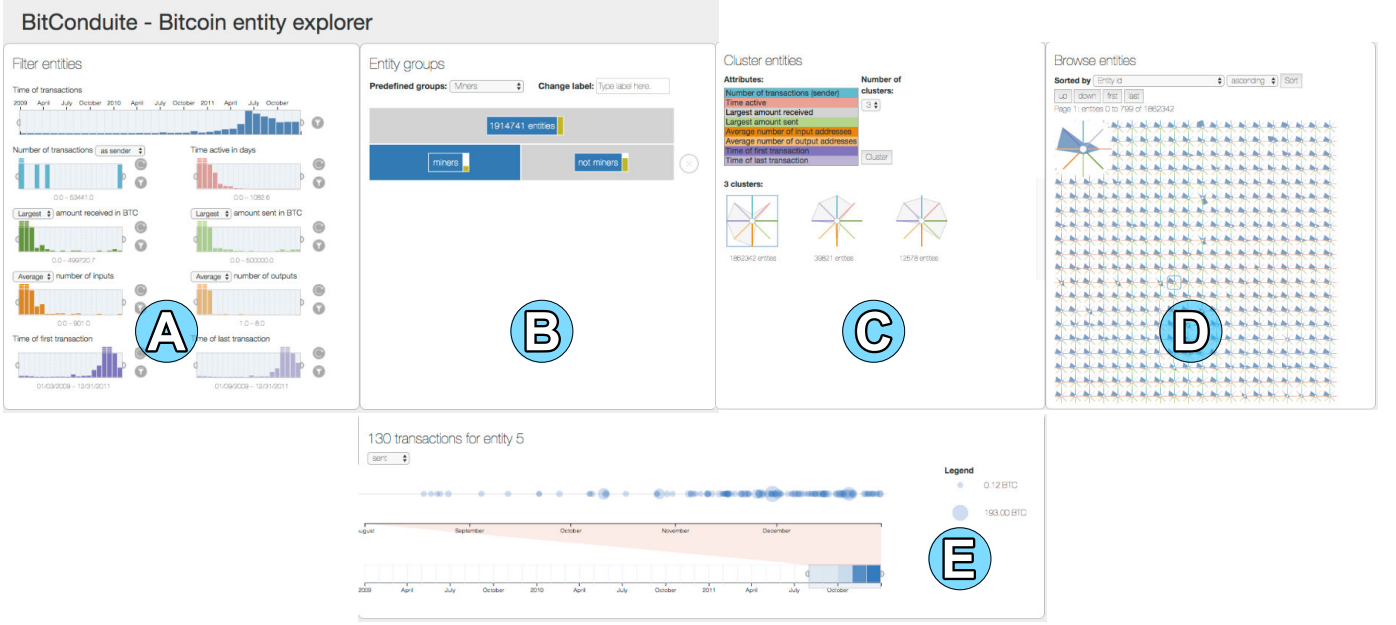 BitConduite - Bitcoin entity explorer
Filter entities
Time of transactions
2009 April July October 2010 April July October 2011 April July October
Number of transactions as sender
0.0 - 53441.0
Time active in days
0.0 - 1082.6
Largest amount received in BTC
0.0 - 499720.7
Largest amount sent in BTC
0.0 - 500000.0
Average number of inputs
0.0 - 901.0
Average number of outputs
1.0 - 8.0
Time of first transaction
01/03/2009 - 12/31/2011
Time of last transaction
01/09/2009 - 12/31/2011
A
Entity groups
Predefined groups: Miners Change label: Type label here.
1914741 entities
miners not miners
B
Cluster entities
Attributes:
Number of transactions (sender)
Time active
Largest amount received
Largest amount sent
Average number of input addresses
Average number of output addresses
Time of first transaction
Time of last transaction
Number of
clusters:
3
Cluster
3 clusters:
1862342 entities 39821 entities 12578 entities
C
Browse entities
Sorted by Entity id ascending Sort
up down first last
Page 1: entities 0 to 799 of 1862342
D
130 transactions for entity 5
sent
Legend
0.12 BTC
193.00 BTC
September October November December
2009 April July October 2010 April July October 2011 April July October
E